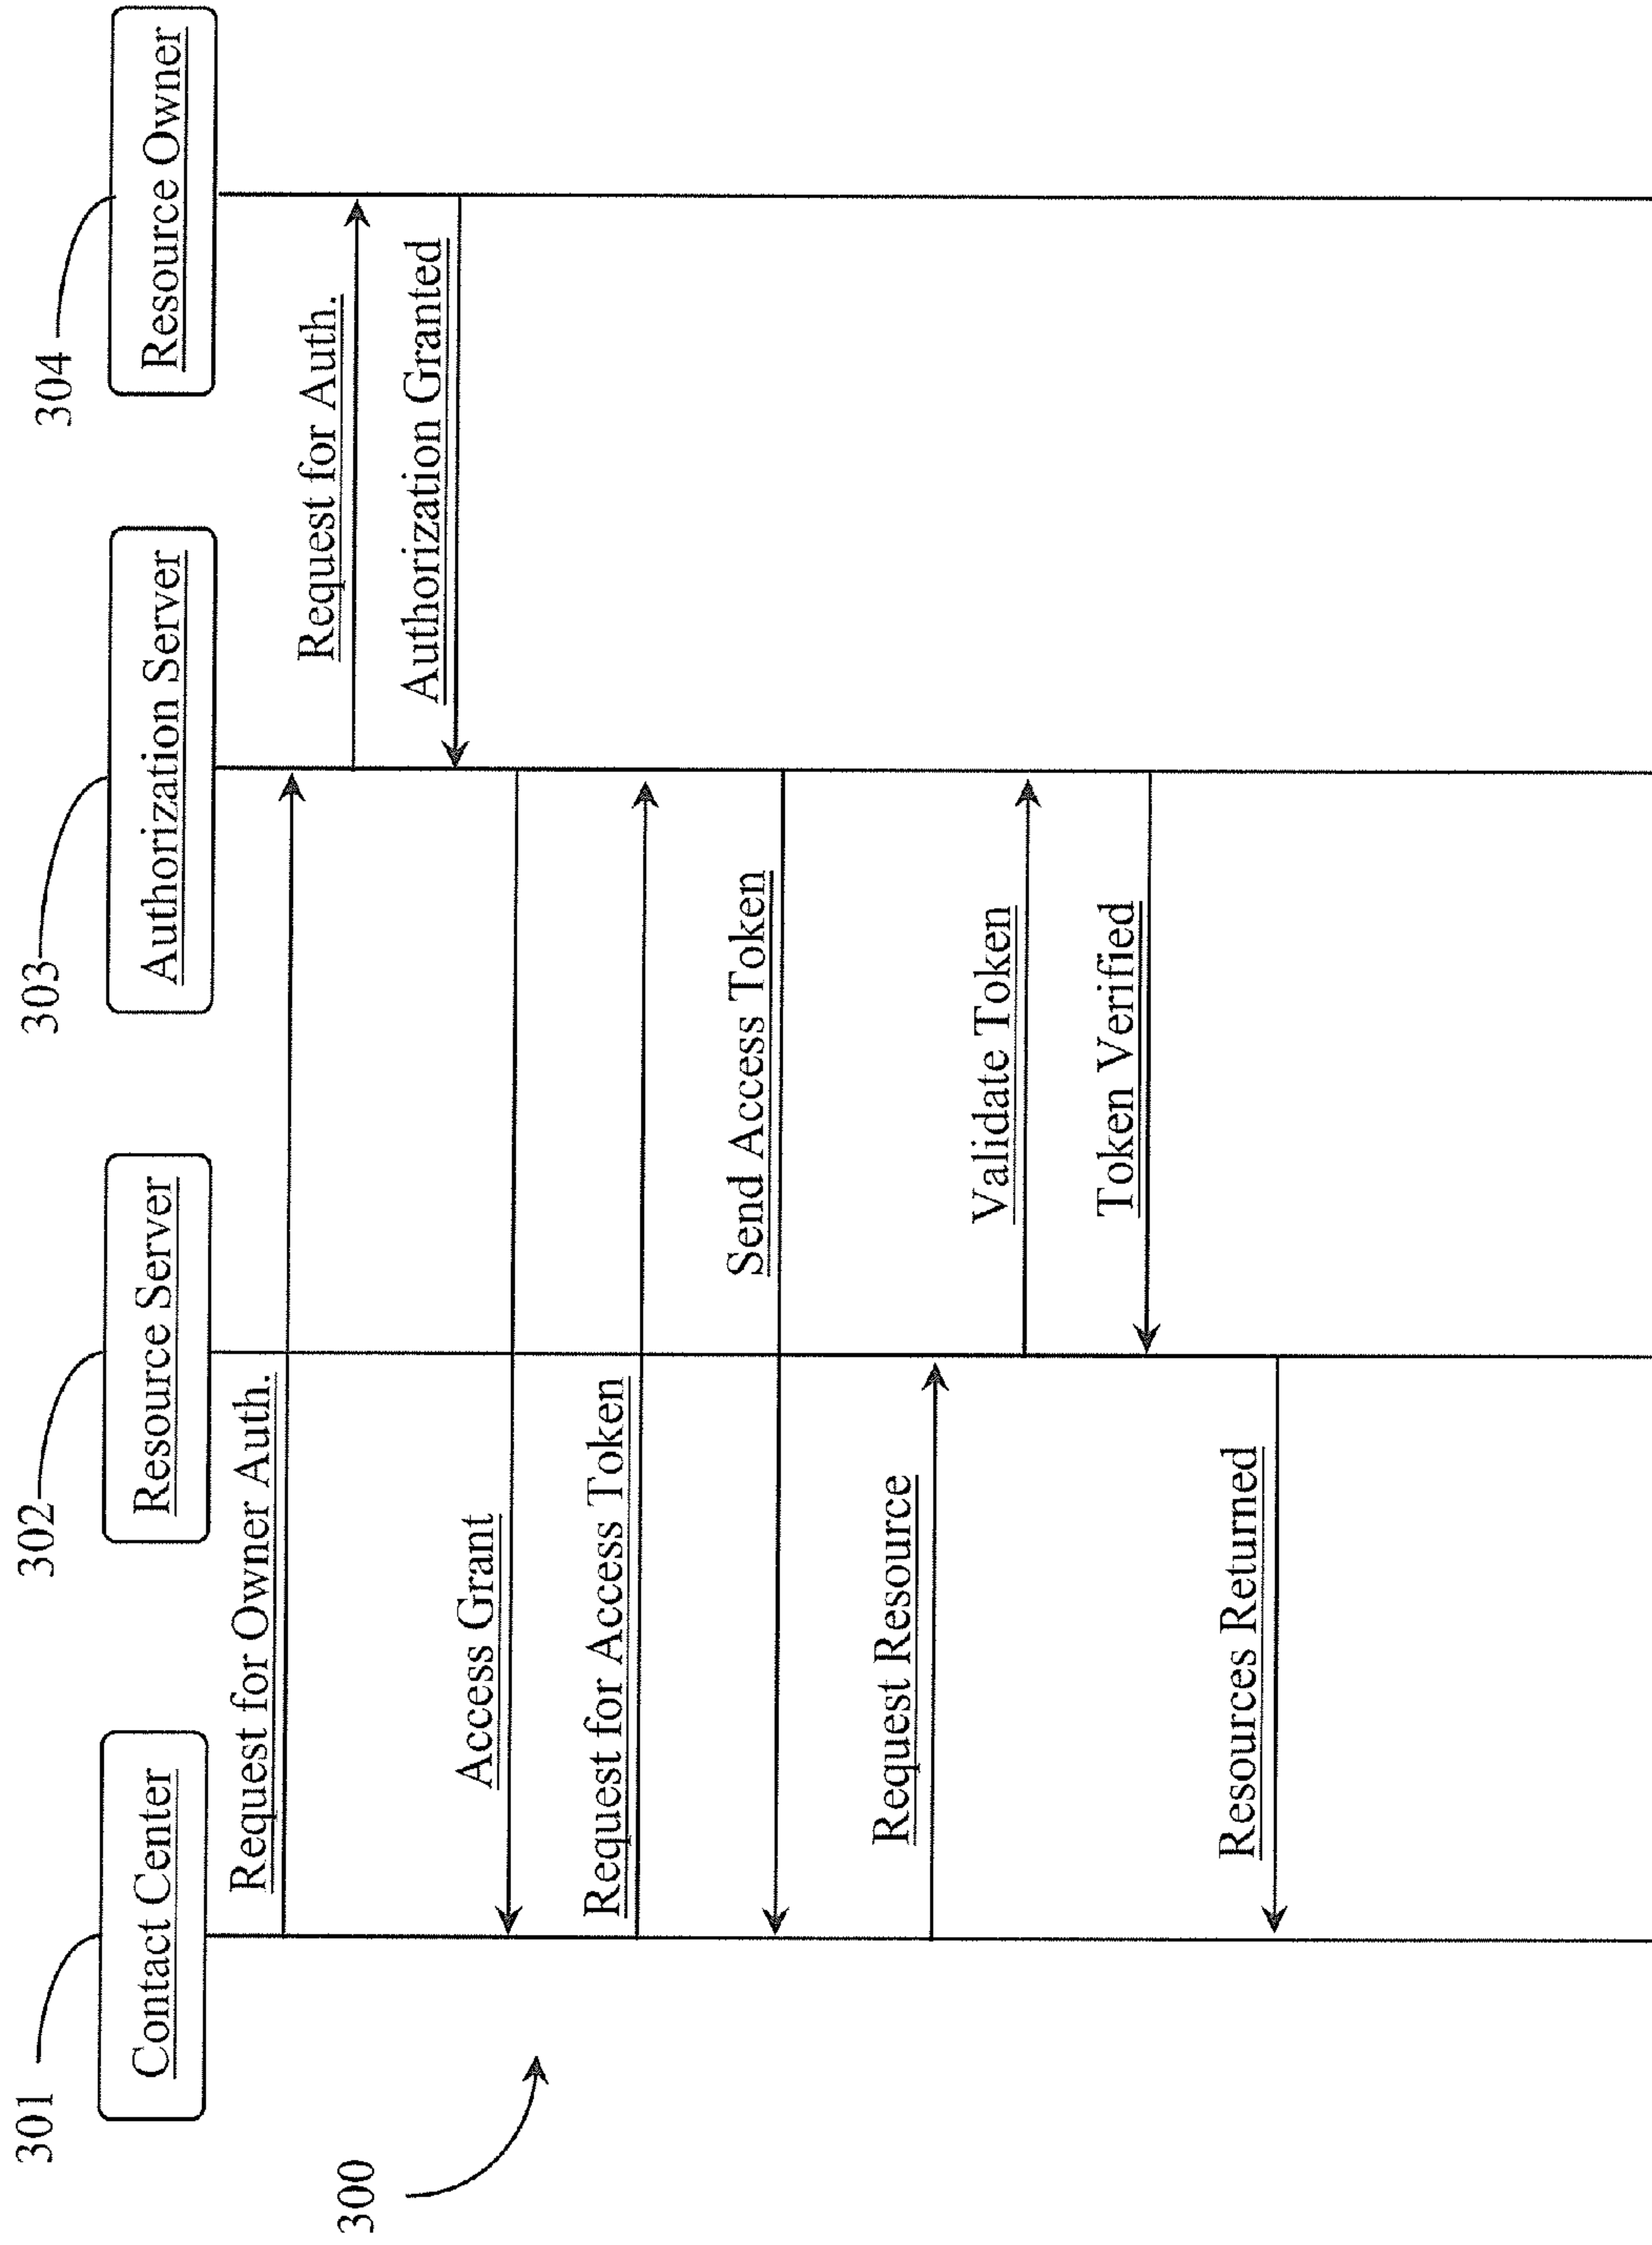 301
302
303
304
Contact Center
Resource Server
Authorization Server
Resource Owner
Request for Owner Auth.
Request for Auth.
Authorization Granted
Access Grant
Request for Access Token
Send Access Token
Request Resource
Validate Token
Token Verified
Resources Returned
300